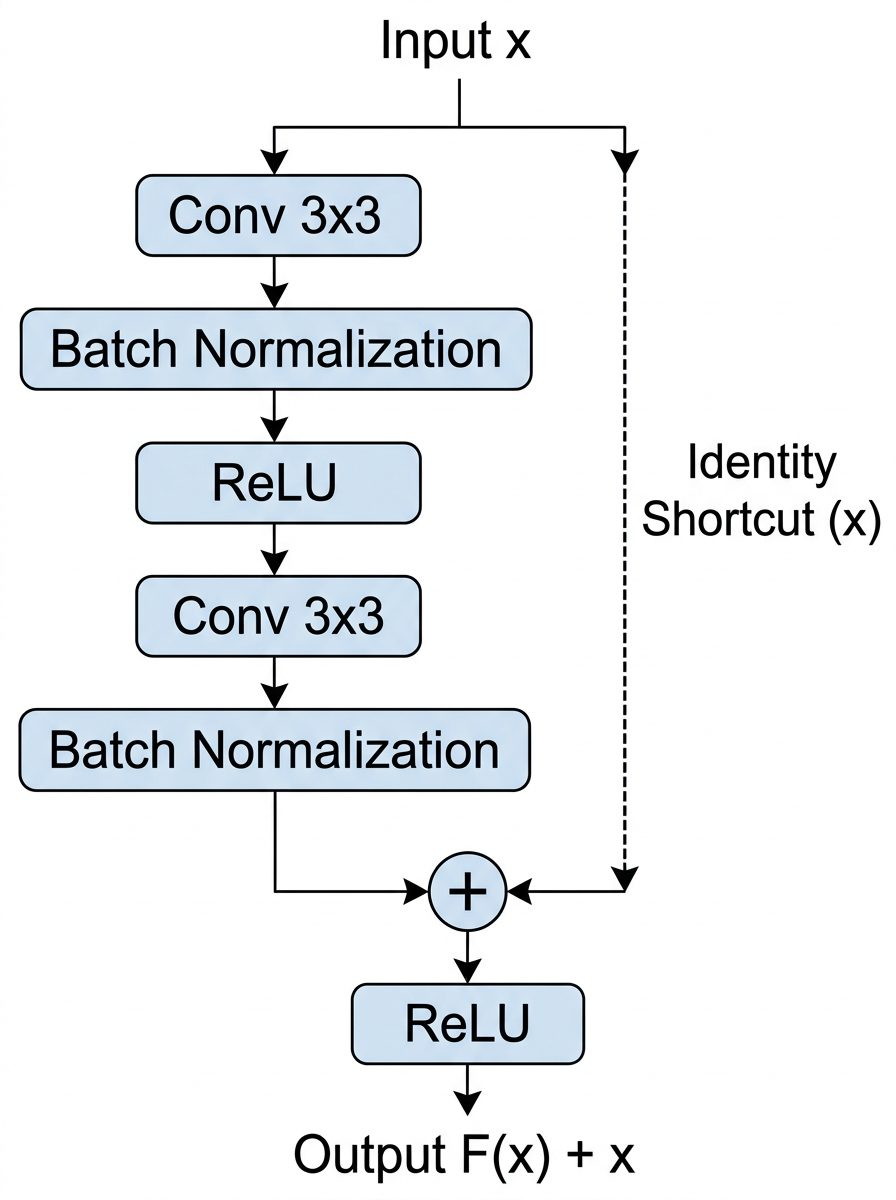 Input x
Conv 3x3
Batch Normalization
ReLU
Identity
Shortcut (x)
Conv 3x3
Batch Normalization
+
ReLU
Output F(x) + x